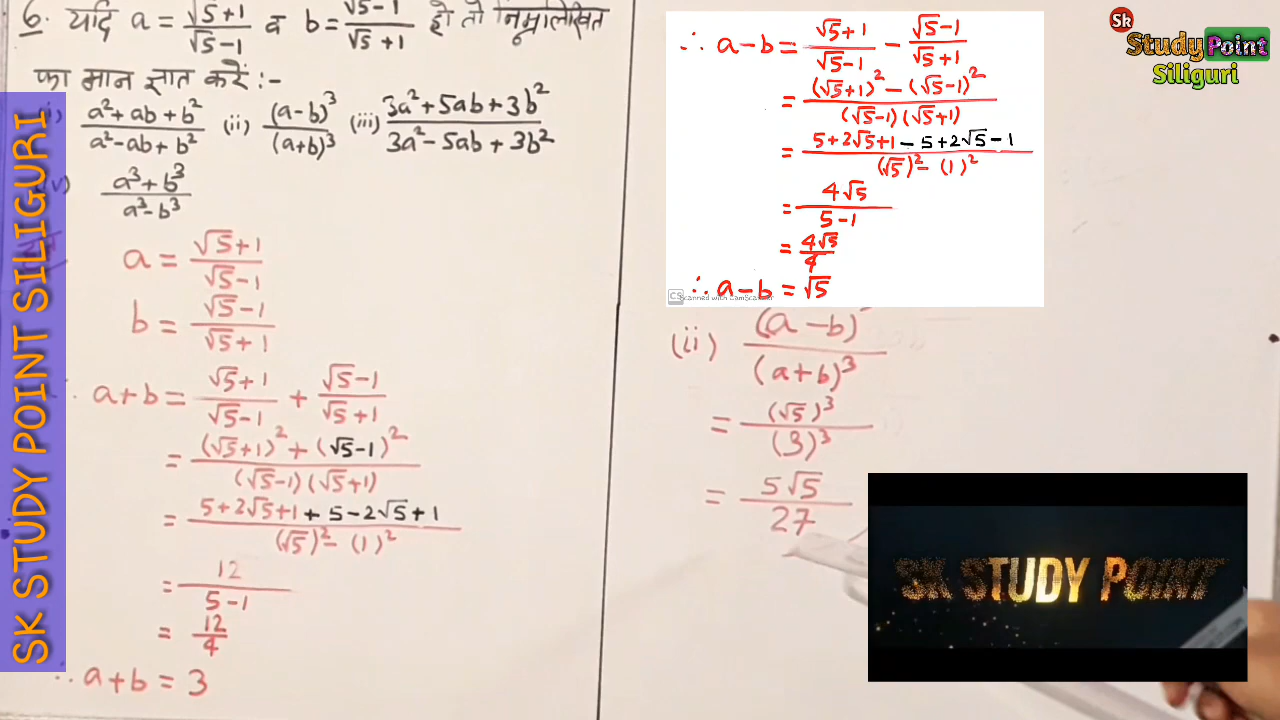 6. यदि a = √5+1/√5-1 व b = √5-1/√5+1 हो तो निम्नलिखित
का मान ज्ञात करें :-
(i) a²+ab+b²/a²-ab+b² (ii) (a-b)³/(a+b)³ (iii) 3a²+5ab+3b²/3a²-5ab+3b²
a³+b³/a³-b³
a = √5+1/√5-1
b = √5-1/√5+1
∴ a+b = √5+1/√5-1 + √5-1/√5+1
= (√5+1)²+(√5-1)²/(√5-1)(√5+1)
= 5+2√5+1+5-2√5+1/(√5)²-(1)²
= 12/5-1
= 12/4
∴ a+b = 3
∴ a-b = √5+1/√5-1 - √5-1/√5+1
= (√5+1)²-(√5-1)²/(√5-1)(√5+1)
= 5+2√5+1-5+2√5-1/(√5)²-(1)²
= 4√5/5-1
= 4√5/4
∴ a-b = √5
CS Scanned with CamScanner
(ii) (a-b)³/(a+b)³
= (√5)³/(3)³
= 5√5/27
Sk
Study Point
Siliguri
SK STUDY POINT SILIGURI
SK STUDY POINT